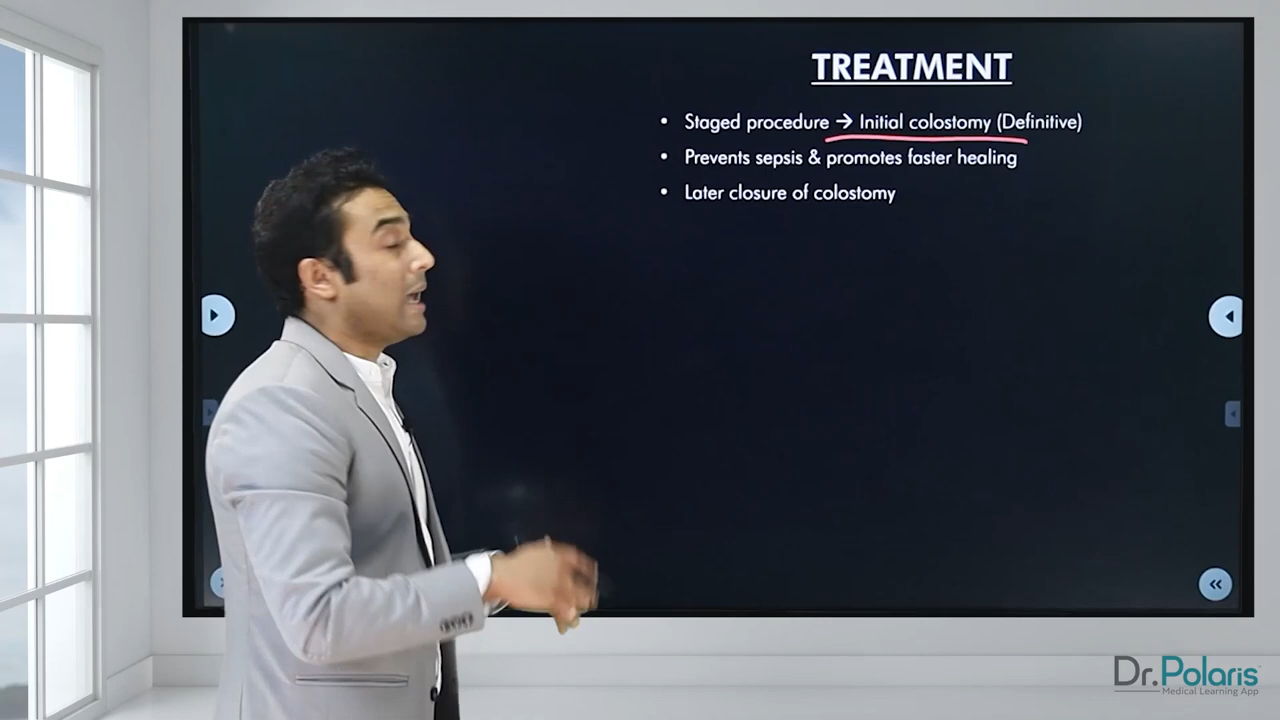 TREATMENT
• Staged procedure → Initial colostomy (Definitive)
• Prevents sepsis & promotes faster healing
• Later closure of colostomy
Dr.Polaris
Medical Learning App